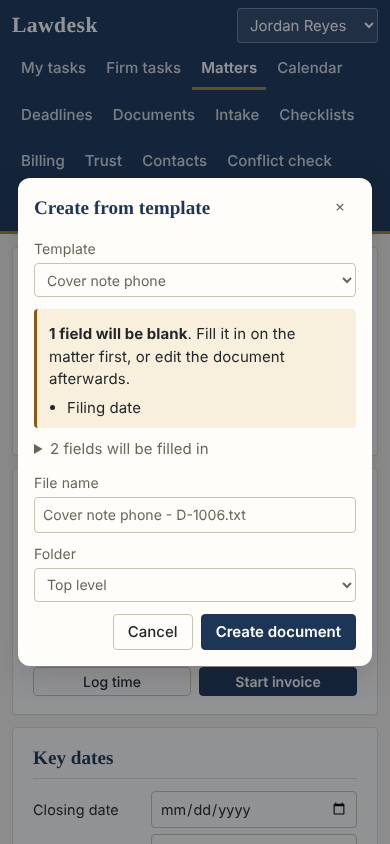 Lawdesk
Jordan Reyes
My tasks Firm tasks Matters Calendar
Deadlines Documents Intake Checklists
Billing Trust Contacts Conflict check
Create from template
×
Template
Cover note phone
1 field will be blank. Fill it in on the
matter first, or edit the document
afterwards.
• Filing date
▶ 2 fields will be filled in
File name
Cover note phone - D-1006.txt
Folder
Top level
Cancel Create document
Log time Start invoice
Key dates
Closing date mm/dd/yyyy